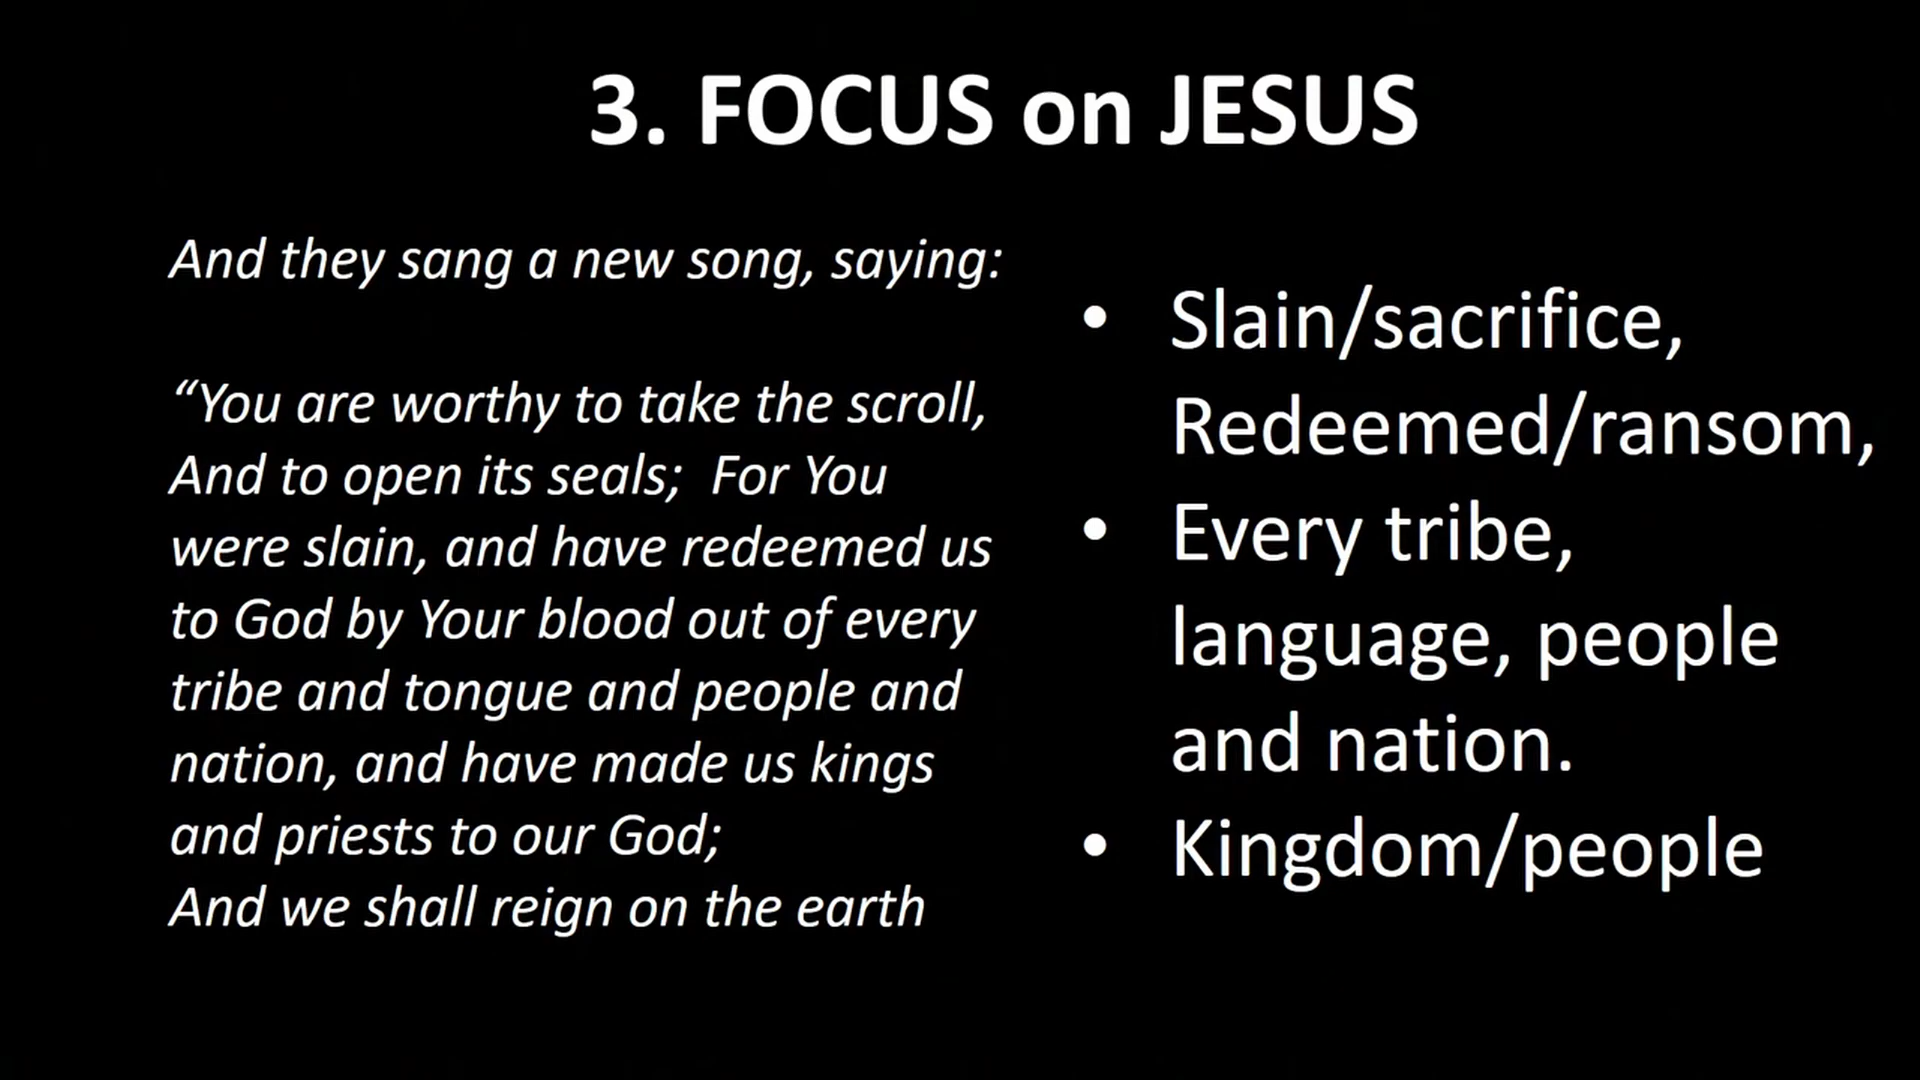 3. FOCUS on JESUS
And they sang a new song, saying:
“You are worthy to take the scroll,
And to open its seals;  For You
were slain, and have redeemed us
to God by Your blood out of every
tribe and tongue and people and
nation, and have made us kings
and priests to our God;
And we shall reign on the earth
• Slain/sacrifice,
Redeemed/ransom,
• Every tribe,
language, people
and nation.
• Kingdom/people